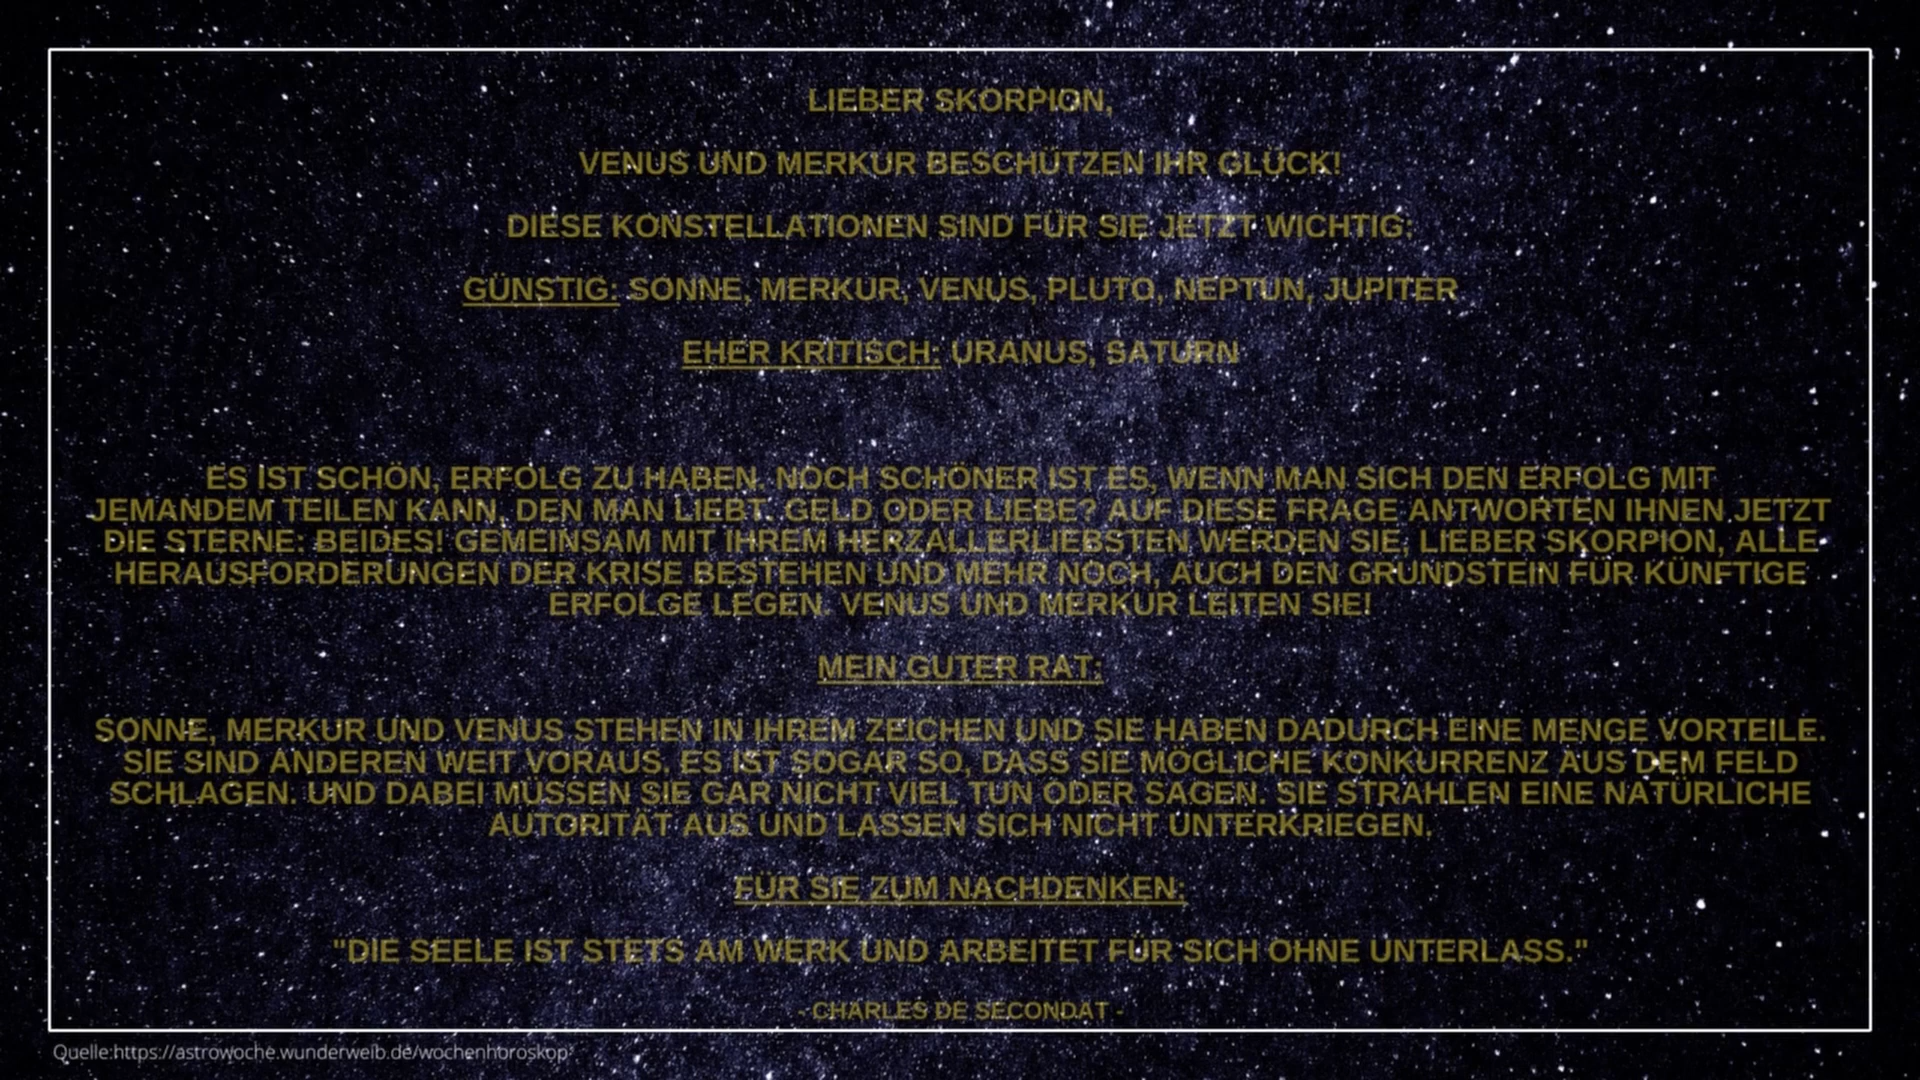 LIEBER SKORPION,
VENUS UND MERKUR BESCHÜTZEN IHR GLÜCK!
DIESE KONSTELLATIONEN SIND FÜR SIE JETZT WICHTIG:
GÜNSTIG: SONNE, MERKUR, VENUS, PLUTO, NEPTUN, JUPITER
EHER KRITISCH: URANUS, SATURN
ES IST SCHÖN, ERFOLG ZU HABEN. NOCH SCHÖNER IST ES, WENN MAN SICH DEN ERFOLG MIT
JEMANDEM TEILEN KANN, DEN MAN LIEBT. GELD ODER LIEBE? AUF DIESE FRAGE ANTWORTEN IHNEN JETZT
DIE STERNE: BEIDES! GEMEINSAM MIT IHREM HERZALLERLIEBSTEN WERDEN SIE, LIEBER SKORPION, ALLE
HERAUSFORDERUNGEN DER KRISE BESTEHEN UND MEHR NOCH, AUCH DEN GRUNDSTEIN FÜR KÜNFTIGE
ERFOLGE LEGEN. VENUS UND MERKUR LEITEN SIE!
MEIN GUTER RAT:
SONNE, MERKUR UND VENUS STEHEN IN IHREM ZEICHEN UND SIE HABEN DADURCH EINE MENGE VORTEILE.
SIE SIND ANDEREN WEIT VORAUS. ES IST SOGAR SO, DASS SIE MÖGLICHE KONKURRENZ AUS DEM FELD
SCHLAGEN. UND DABEI MÜSSEN SIE GAR NICHT VIEL TUN ODER SAGEN. SIE STRAHLEN EINE NATÜRLICHE
AUTORITÄT AUS UND LASSEN SICH NICHT UNTERKRIEGEN.
FÜR SIE ZUM NACHDENKEN:
"DIE SEELE IST STETS AM WERK UND ARBEITET FÜR SICH OHNE UNTERLASS."
- CHARLES DE SECONDAT -
Quelle:https://astrowoche.wunderweib.de/wochenhoroskop